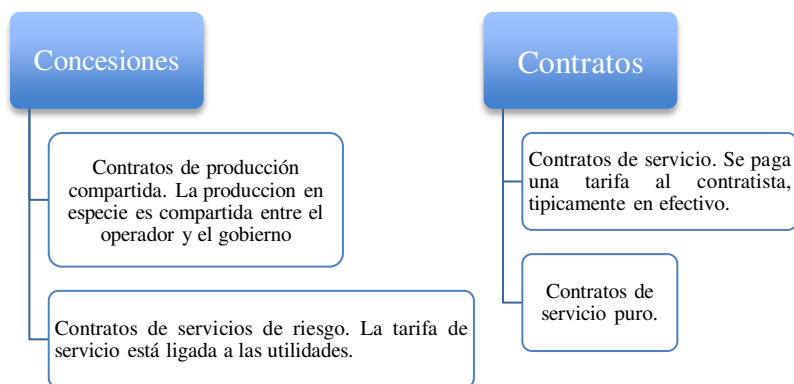 Concesiones
Contratos de producción
compartida. La produccion en
especie es compartida entre el
operador y el gobierno
Contratos de servicios de riesgo. La tarifa de
servicio está ligada a las utilidades.
Contratos
Contratos de servicio. Se paga
una tarifa al contratista,
tipicamente en efectivo.
Contratos de
servicio puro.